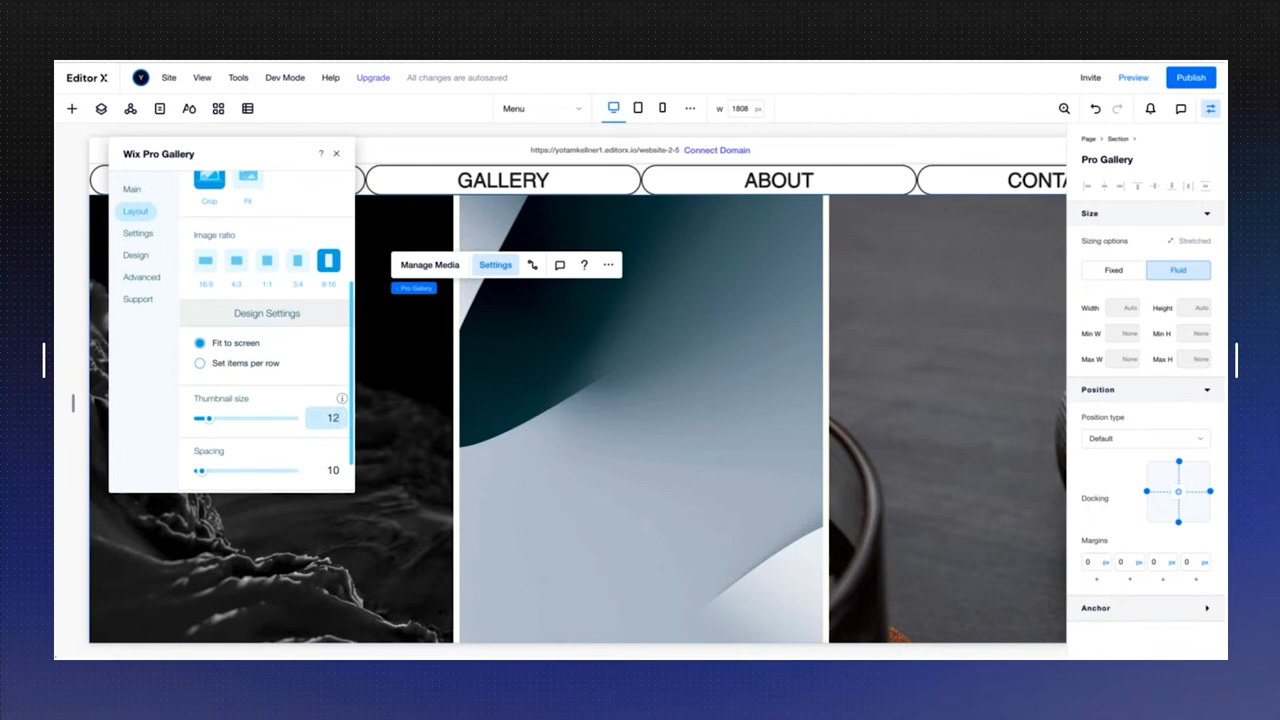 Editor X
Y
Site
View
Tools
Dev Mode
Help
Upgrade
All changes are autosaved
Invite
Preview
Publish
Menu
W 1808 px
https://yotamkellner1.editorx.io/website-2-5 Connect Domain
GALLERY
ABOUT
CONTA
Wix Pro Gallery
?
Main
Layout
Settings
Design
Advanced
Support
Crop
Fit
Image ratio
16:9
4:3
1:1
3:4
9:16
Design Settings
Fit to screen
Set items per row
Thumbnail size
12
Spacing
10
Manage Media
Settings
?
Pro Gallery
Page > Section >
Pro Gallery
Size
Sizing options
Stretched
Fixed
Fluid
Width Auto Height Auto
Min W None Min H None
Max W None Max H None
Position
Position type
Default
Docking
Margins
0 px 0 px 0 px 0 px
Anchor